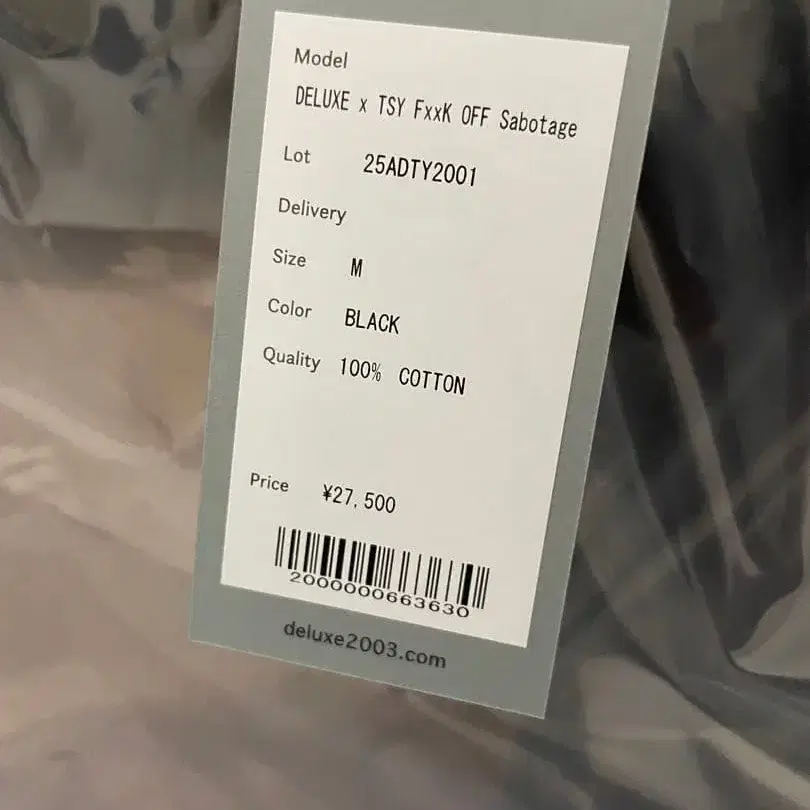 Model
DELUXE x TSY FxxK OFF Sabotage
Lot 25ADTY2001
Delivery
Size M
Color BLACK
Quality 100% COTTON
Price ¥27,500
2000000663630
deluxe2003.com